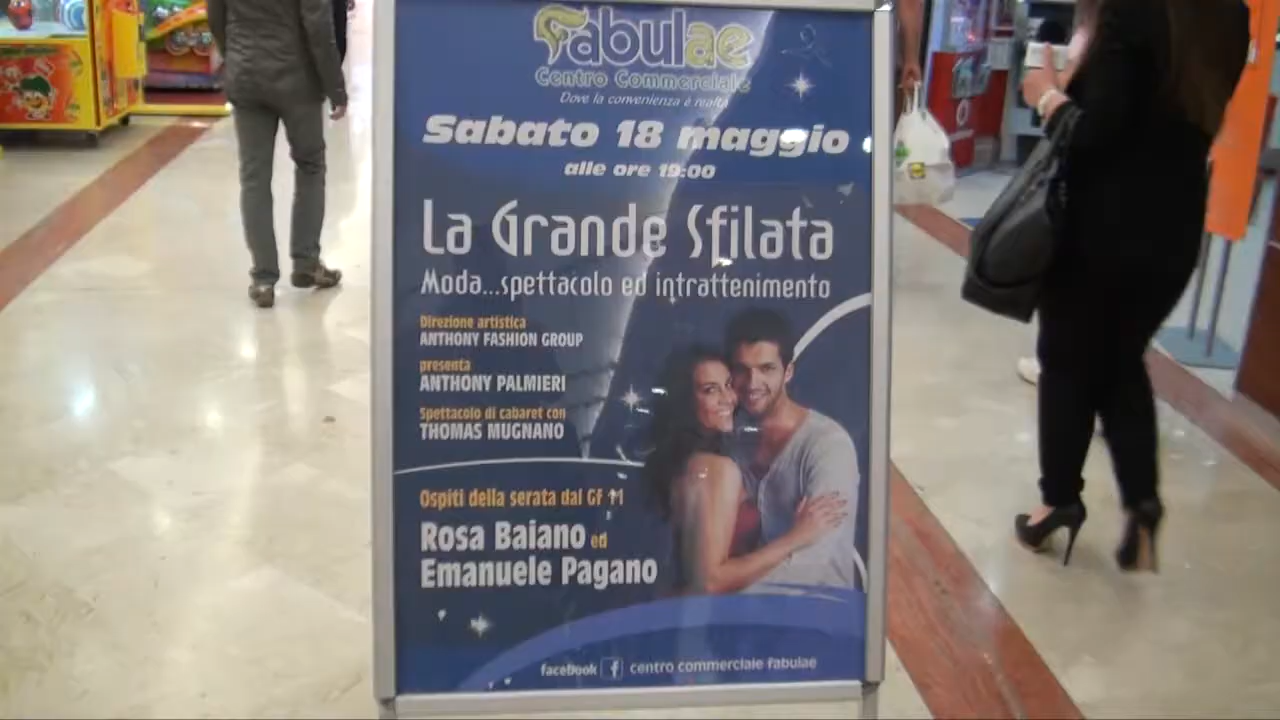 Fabulae
Centro Commerciale
Dove la convenienza è realtà
Sabato 18 maggio
alle ore 19:00
La Grande Sfilata
Moda...spettacolo ed intrattenimento
Direzione artistica
ANTHONY FASHION GROUP
presenta
ANTHONY PALMIERI
Spettacolo di cabaret con
THOMAS MUGNANO
Ospiti della serata dal GF 11
Rosa Baiano ed
Emanuele Pagano
facebook f centro commerciale fabulae